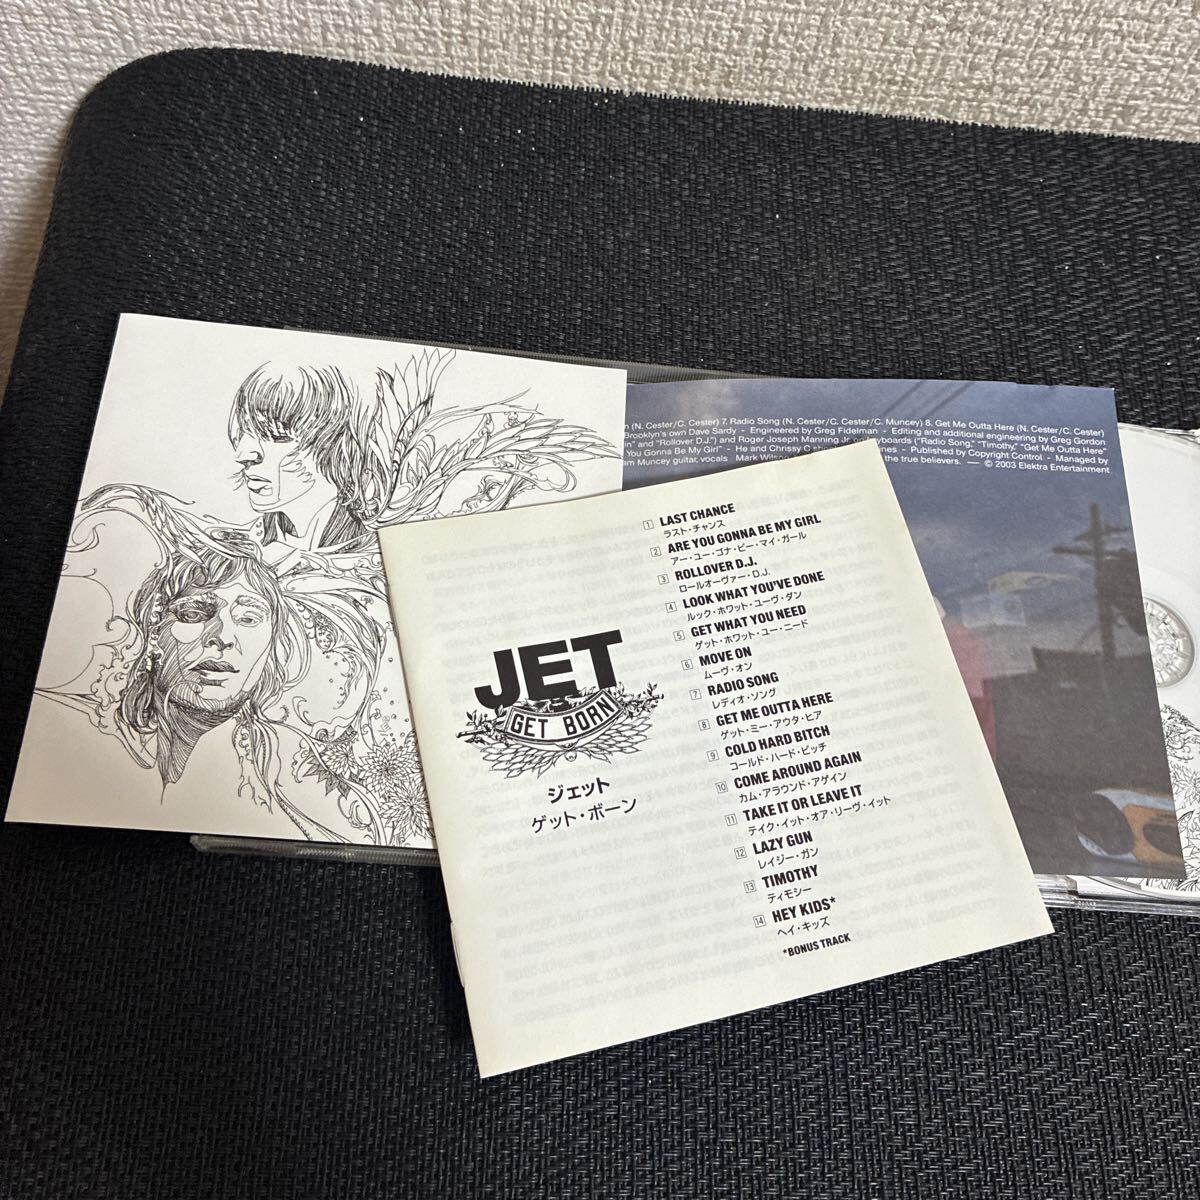 n (N. Cester/C. Cester) 7. Radio Song (N. Cester/C. Cester/C. Muncey) 8. Get Me Outta Here (N. Cester/C. Cester)
Brooklyn's own Dave Sardy - Engineered by Greg Fidelman - Editing and additional engineering by Greg Gordon
in" and "Rollover D.J.") and Roger Joseph Manning Jr. on keyboards ("Radio Song," "Timothy," "Get Me Outta Here"
You Gonna Be My Girl" - He and Chrissy C - Published by Copyright Control - Managed by
am Muncey guitar, vocals Mark Wilson the true believers. — © 2003 Elektra Entertainment
JET
GET BORN
ジェット
ゲット・ボーン
1 LAST CHANCE
ラスト・チャンス
2 ARE YOU GONNA BE MY GIRL
アー・ユー・ゴナ・ビー・マイ・ガール
3 ROLLOVER D.J.
ロールオーヴァー・D.J.
4 LOOK WHAT YOU'VE DONE
ルック・ホワット・ユーヴ・ダン
5 GET WHAT YOU NEED
ゲット・ホワット・ユー・ニード
6 MOVE ON
ムーヴ・オン
7 RADIO SONG
レディオ・ソング
8 GET ME OUTTA HERE
ゲット・ミー・アウタ・ヒア
9 COLD HARD BITCH
コールド・ハード・ビッチ
10 COME AROUND AGAIN
カム・アラウンド・アゲイン
11 TAKE IT OR LEAVE IT
テイク・イット・オア・リーヴ・イット
12 LAZY GUN
レイジー・ガン
13 TIMOTHY
ティモシー
14 HEY KIDS*
ヘイ・キッズ
*BONUS TRACK